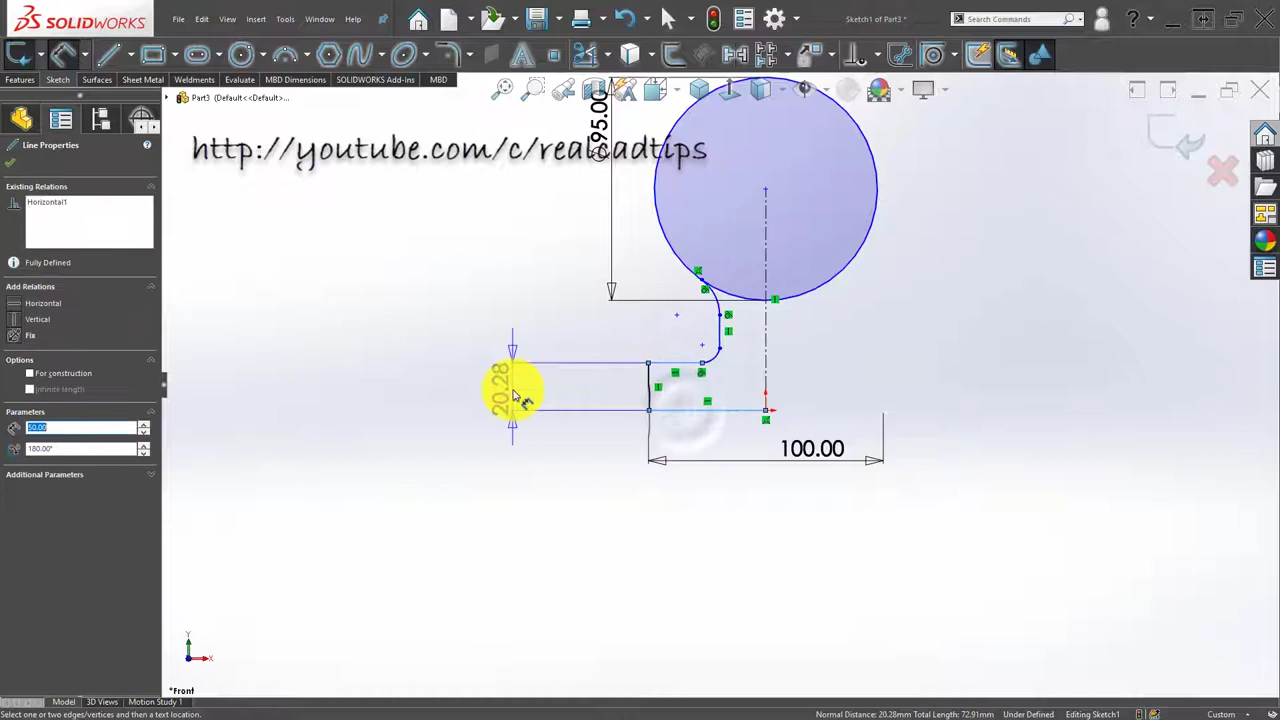 SOLIDWORKS
File Edit View Insert Tools Window Help
Sketch1 of Part3 *
Search Commands
Features Sketch Surfaces Sheet Metal Weldments Evaluate MBD Dimensions SOLIDWORKS Add-Ins MBD
Part3 (Default<<Default>...
Line Properties
Existing Relations
Horizontal1
Fully Defined
Add Relations
Horizontal
Vertical
Fix
Options
For construction
Infinite length
Parameters
50.00
180.00°
Additional Parameters
http://youtube.com/c/realcadtips
∅95.00
20.28
100.00
Y
X
*Front
Model 3D Views Motion Study 1
Select one or two edges/vertices and then a text location.
Normal Distance: 20.28mm Total Length: 72.91mm Under Defined Editing Sketch1 Custom